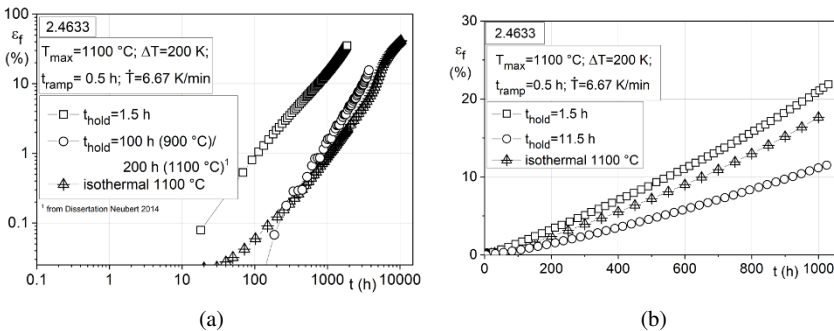 100
ε_f
(%)
10
1
0.1
2.4633
T_max=1100 °C; ΔT=200 K;
t_ramp= 0.5 h; Ṫ=6.67 K/min
t_hold=1.5 h
t_hold=100 h (900 °C)/
200 h (1100 °C)¹
isothermal 1100 °C
¹ from Dissertation Neubert 2014
0.1 1 10 100 1000 10000
t (h)
(a)
30
ε_f
(%)
20
10
0
2.4633
T_max=1100 °C; ΔT=200 K;
t_ramp= 0.5 h; Ṫ=6.67 K/min
t_hold=1.5 h
t_hold=11.5 h
isothermal 1100 °C
0 200 400 600 800 1000
t (h)
(b)